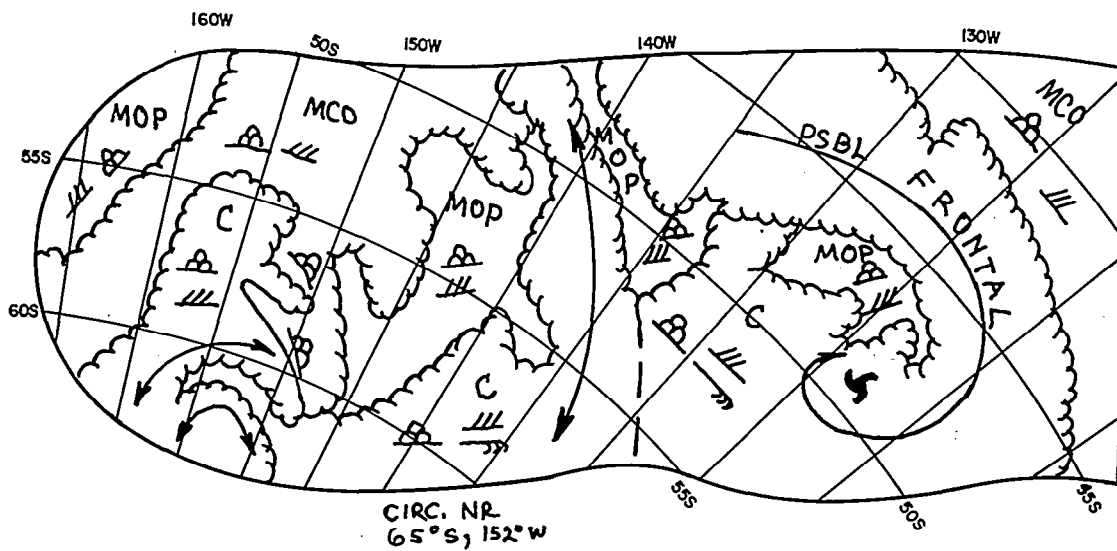 160W
50S
150W
140W
130W
MOP
MCO
MOP
PSBL
MCO
55S
C
MOP
FRONTAL
MOP
60S
C
C
55S
50S
45S
CIRC. NR
65°S, 152°W